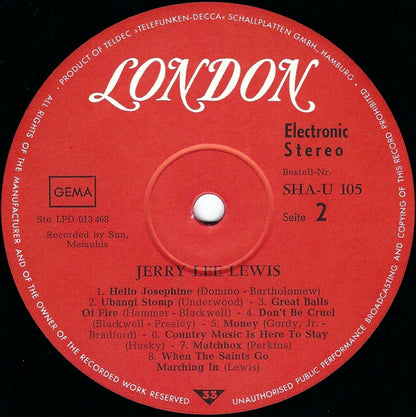 PRODUCT OF TELDEC »TELEFUNKEN-DECCA« SCHALLPLATTEN GMBH., HAMBURG •
ALL RIGHTS OF THE MANUFACTURER AND OF THE OWNER OF THE RECORDED WORK RESERVED
LONDON
Electronic
Stereo
Bestell-Nr.
GEMA
SHA-U 105
Ste LPD 013 468
Seite 2
Recorded by Sun,
Memphis
JERRY LEE LEWIS
1. Hello Josephine (Domino - Bartholomew)
2. Ubangi Stomp (Underwood) - 3. Great Balls
Of Fire (Hammer - Blackwell) - 4. Don't Be Cruel
(Blackwell - Presley) - 5. Money (Gordy, Jr. -
Bradford) - 6. Country Music Is Here To Stay
(Husky) - 7. Matchbox (Perkins)
8. When The Saints Go
Marching In (Lewis)
33
UNAUTHORISED PUBLIC PERFORMANCE BROADCASTING AND COPYING OF THIS RECORD PROHIBITED